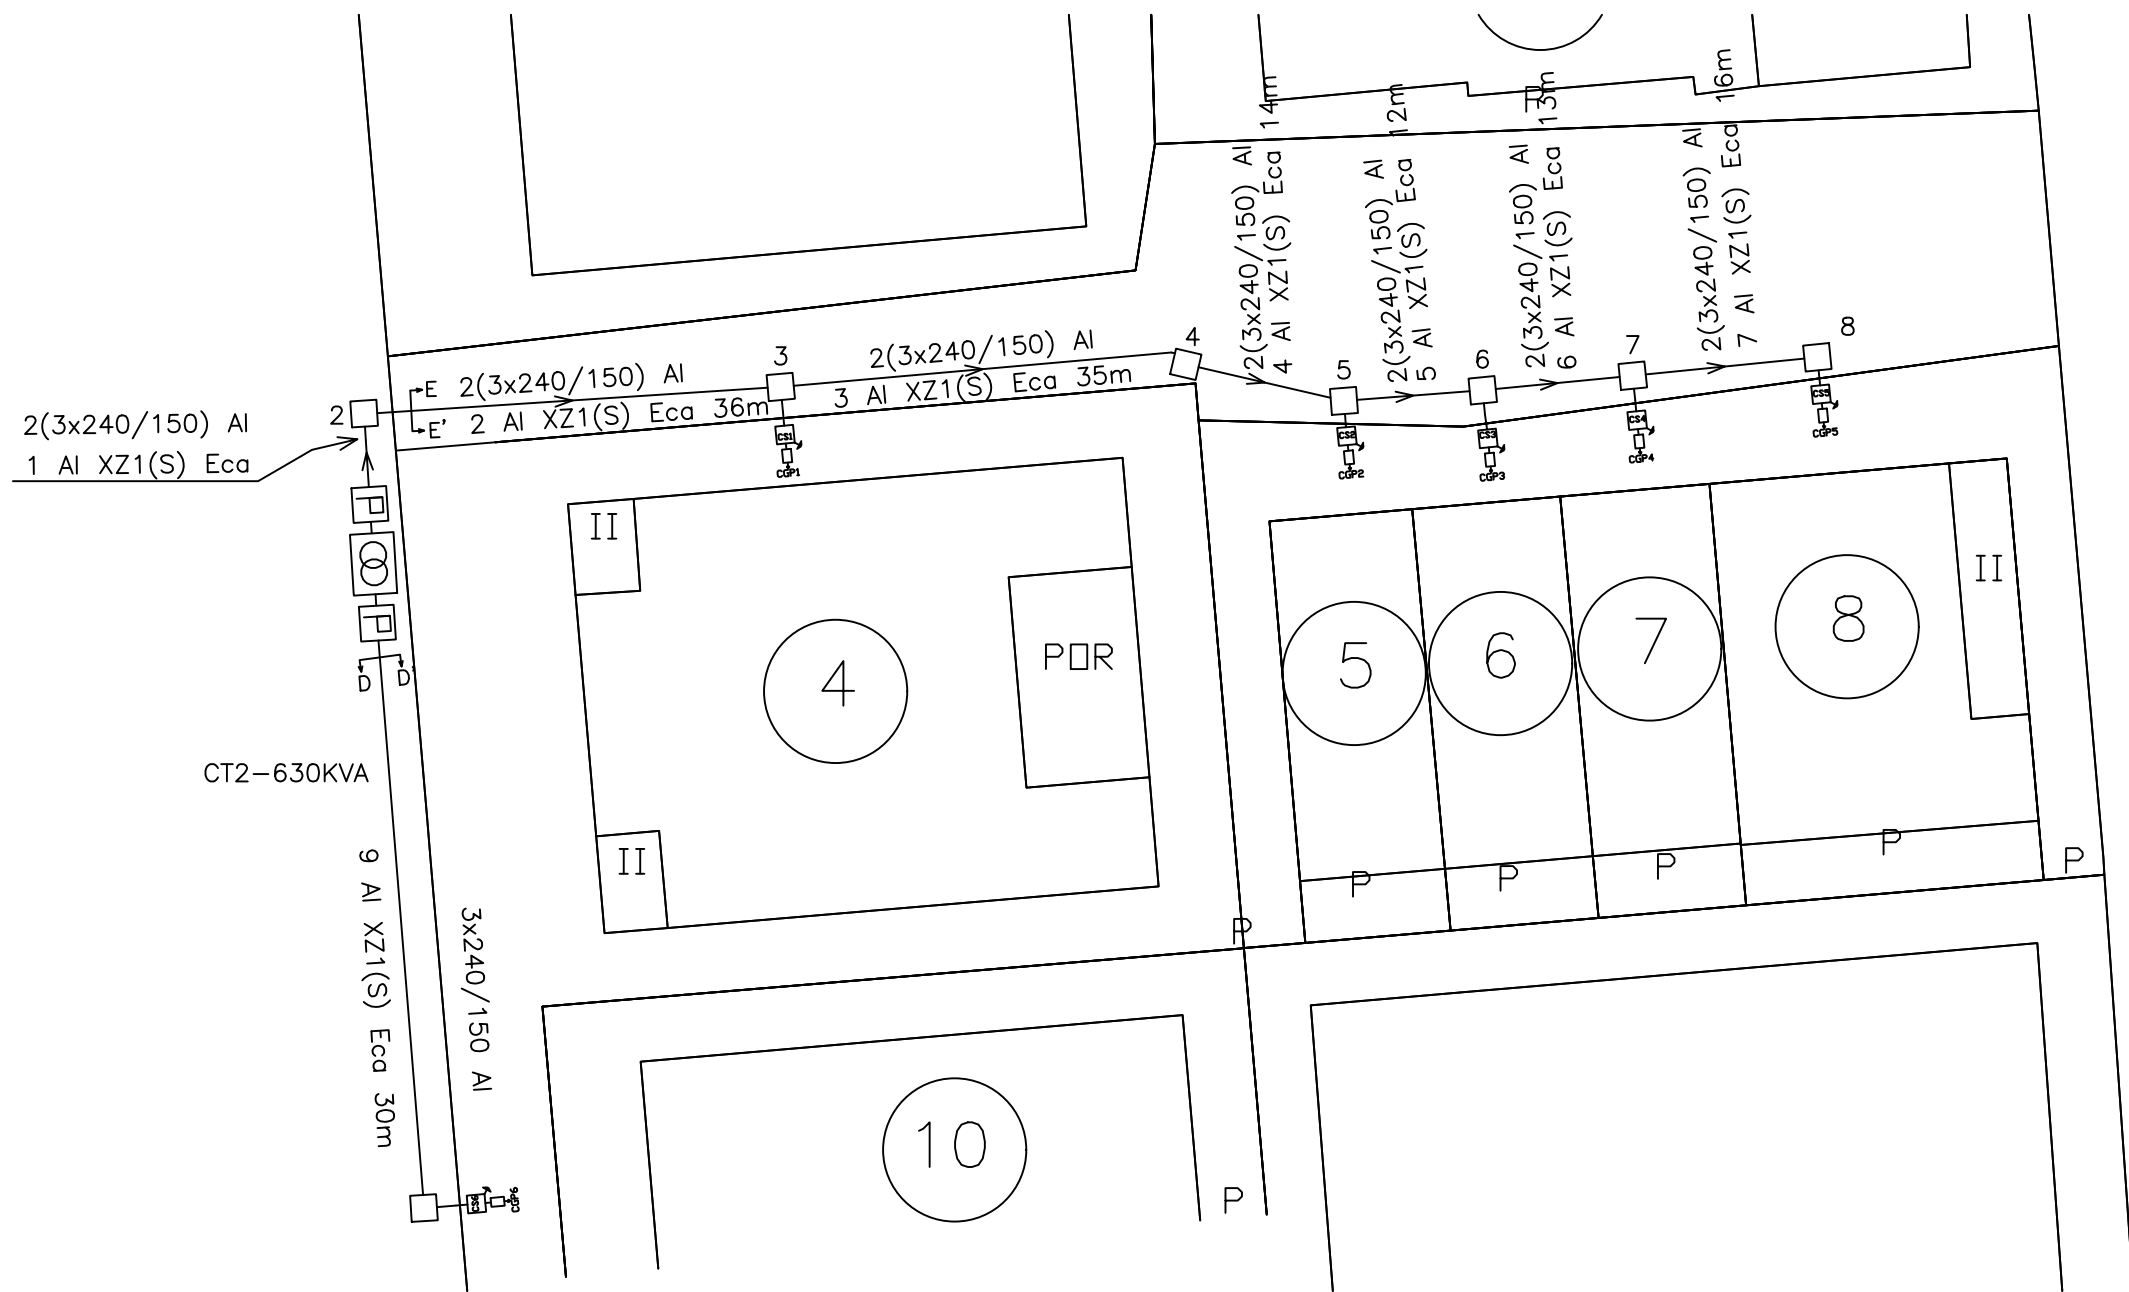 2(3x240/150) Al
4 Al XZ1(S) Eca 14m
2(3x240/150) Al
5 Al XZ1(S) Eca 12m
P
2(3x240/150) Al
6 Al XZ1(S) Eca 13m
2(3x240/150) Al
7 Al XZ1(S) Eca 16m
2(3x240/150) Al
1 Al XZ1(S) Eca
2
E
E'
2(3x240/150) Al
2 Al XZ1(S) Eca 36m
3
2(3x240/150) Al
3 Al XZ1(S) Eca 35m
4
5
6
7
8
CS1
CGP1
CS2
CGP2
CS3
CGP3
CS4
CGP4
CS5
CGP5
P
P
D
D'
CT2-630KVA
II
4
POR
II
5
6
7
8
II
P
P
P
P
P
P
9 Al XZ1(S) Eca 30m
3x240/150 Al
CGP6
10
P